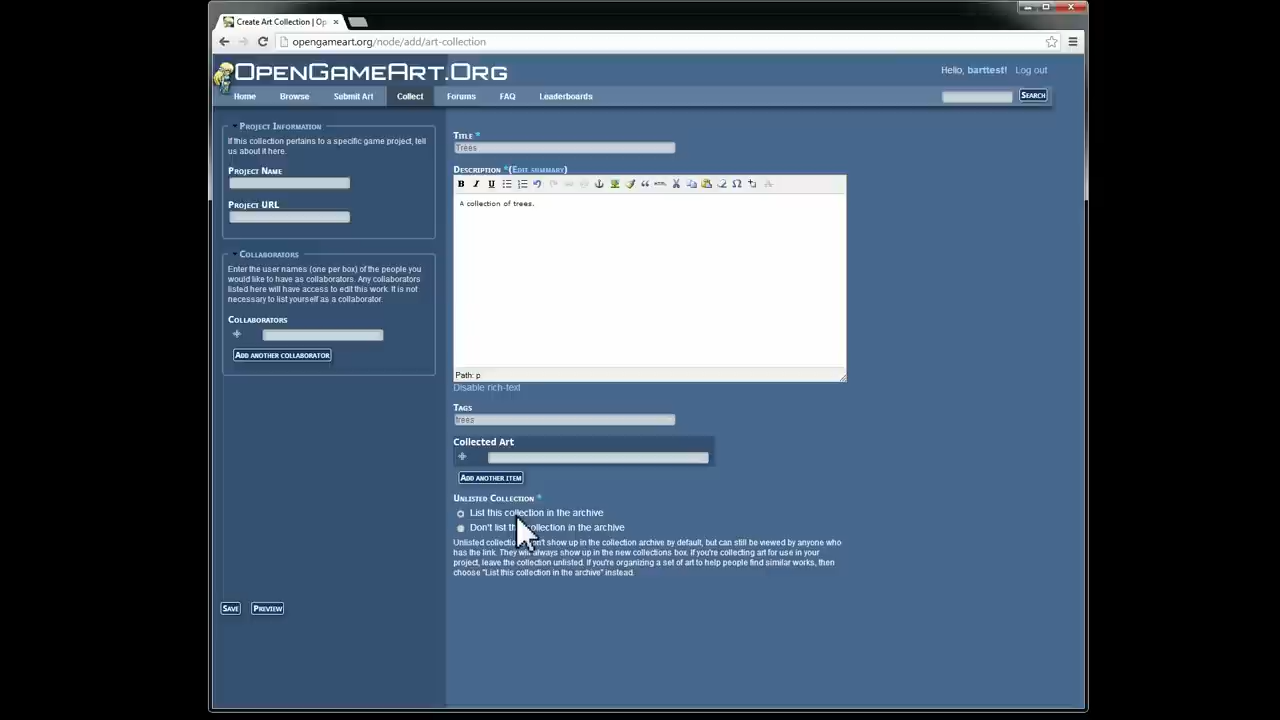 Create Art Collection | Op
opengameart.org/node/add/art-collection
OpenGameArt.Org
Hello, barttest! Log out
Home Browse Submit Art Collect Forums FAQ Leaderboards
Search
Project Information
If this collection pertains to a specific game project, tell
us about it here.
Project Name
Project URL
Collaborators
Enter the user names (one per box) of the people you
would like to have as collaborators. Any collaborators
listed here will have access to edit this work. It is not
necessary to list yourself as a collaborator.
Collaborators
Add another collaborator
Title *
Trees
Description *(Edit summary)
B I U HTML
A collection of trees.
Path: p
Disable rich-text
Tags
trees
Collected Art
Add another item
Unlisted Collection *
List this collection in the archive
Don't list collection in the archive
Unlisted show up in the collection archive by default, but can still be viewed by anyone who
has the link. They will always show up in the new collections box. If you're collecting art for use in your
project, leave the collection unlisted. If you're organizing a set of art to help people find similar works, then
choose "List this collection in the archive" instead.
Save Preview